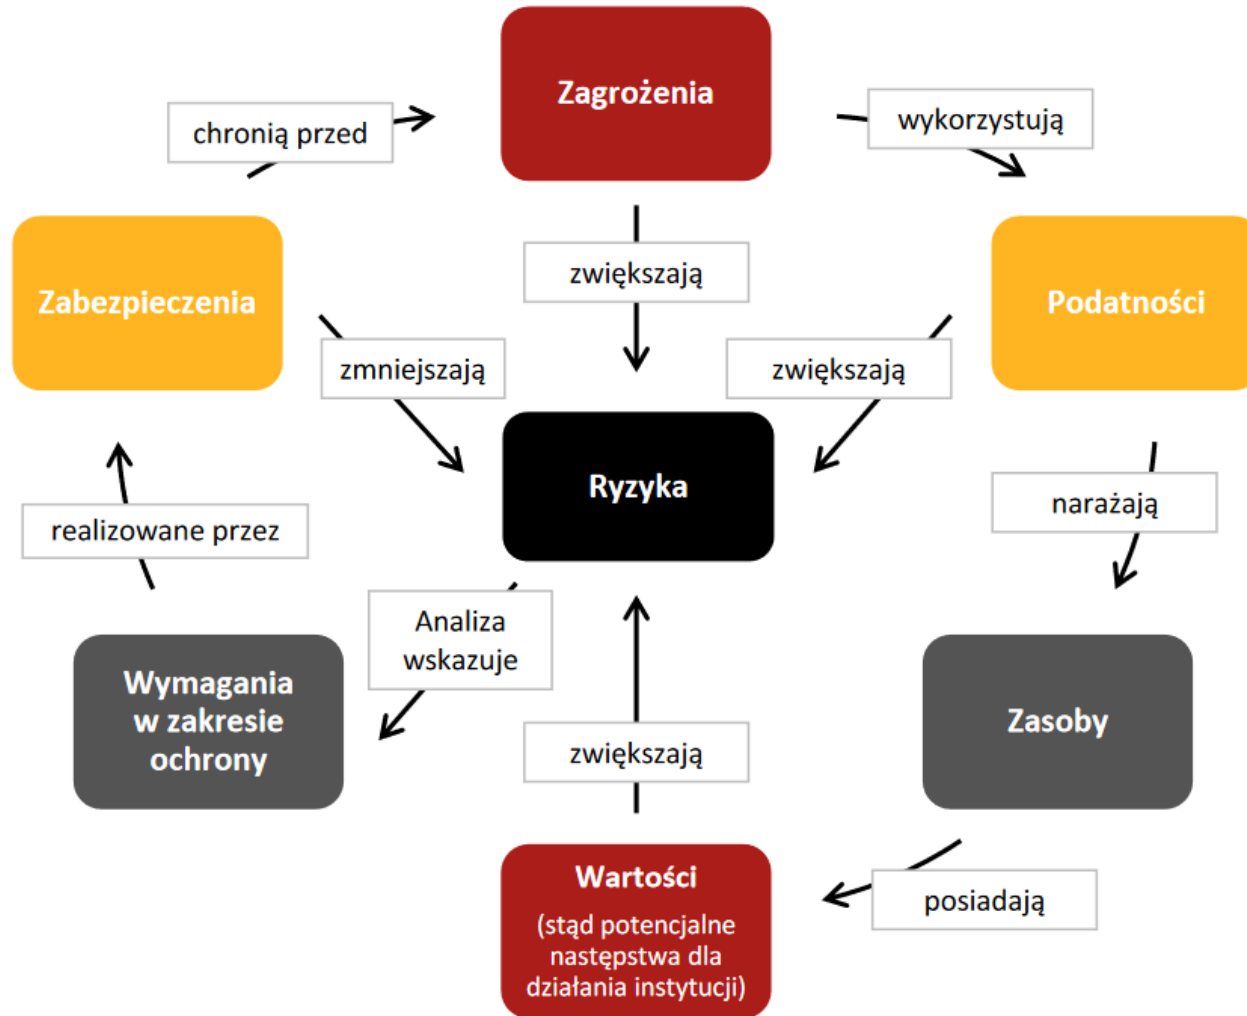 Zagrożenia
chronią przed
wykorzystują
zwiększają
Zabezpieczenia
Podatności
zmniejszają
zwiększają
Ryzyka
realizowane przez
narażają
Analiza
wskazuje
Wymagania
w zakresie
ochrony
Zasoby
zwiększają
Wartości
(stąd potencjalne
następstwa dla
działania instytucji)
posiadają